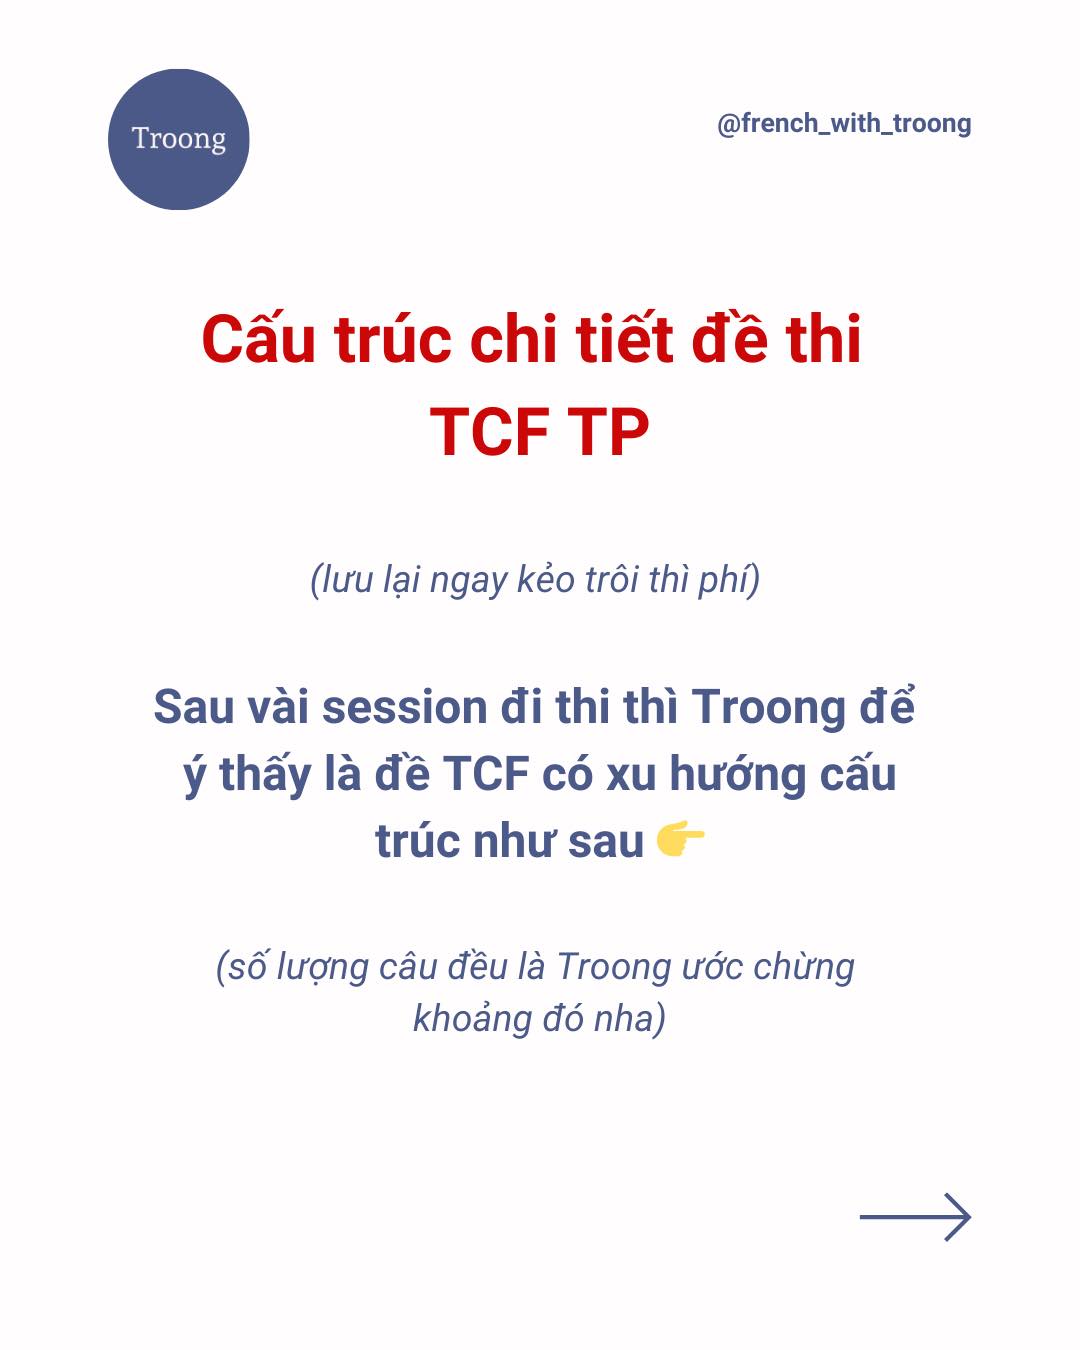 Troong
@french_with_troong
Cấu trúc chi tiết đề thi
TCF TP
(lưu lại ngay kẻo trôi thì phí)
Sau vài session đi thi thì Troong để
ý thấy là đề TCF có xu hướng cấu
trúc như sau 👉
(số lượng câu đều là Troong ước chừng
khoảng đó nha)